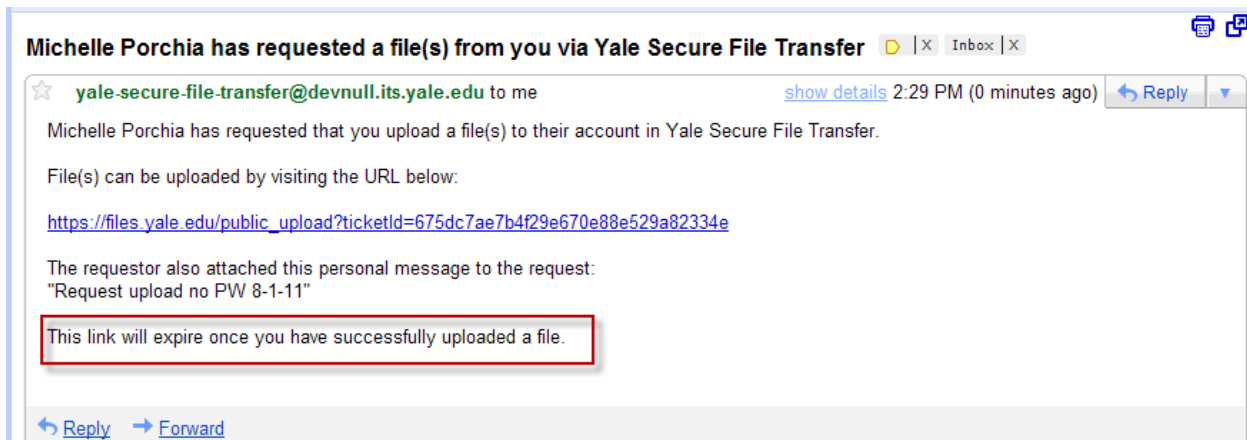 Michelle Porchia has requested a file(s) from you via Yale Secure File Transfer X Inbox X
yale-secure-file-transfer@devnull.its.yale.edu to me show details 2:29 PM (0 minutes ago) Reply
Michelle Porchia has requested that you upload a file(s) to their account in Yale Secure File Transfer.
File(s) can be uploaded by visiting the URL below:
https://files.yale.edu/public_upload?ticketId=675dc7ae7b4f29e670e88e529a82334e
The requestor also attached this personal message to the request:
"Request upload no PW 8-1-11"
This link will expire once you have successfully uploaded a file.
Reply Forward